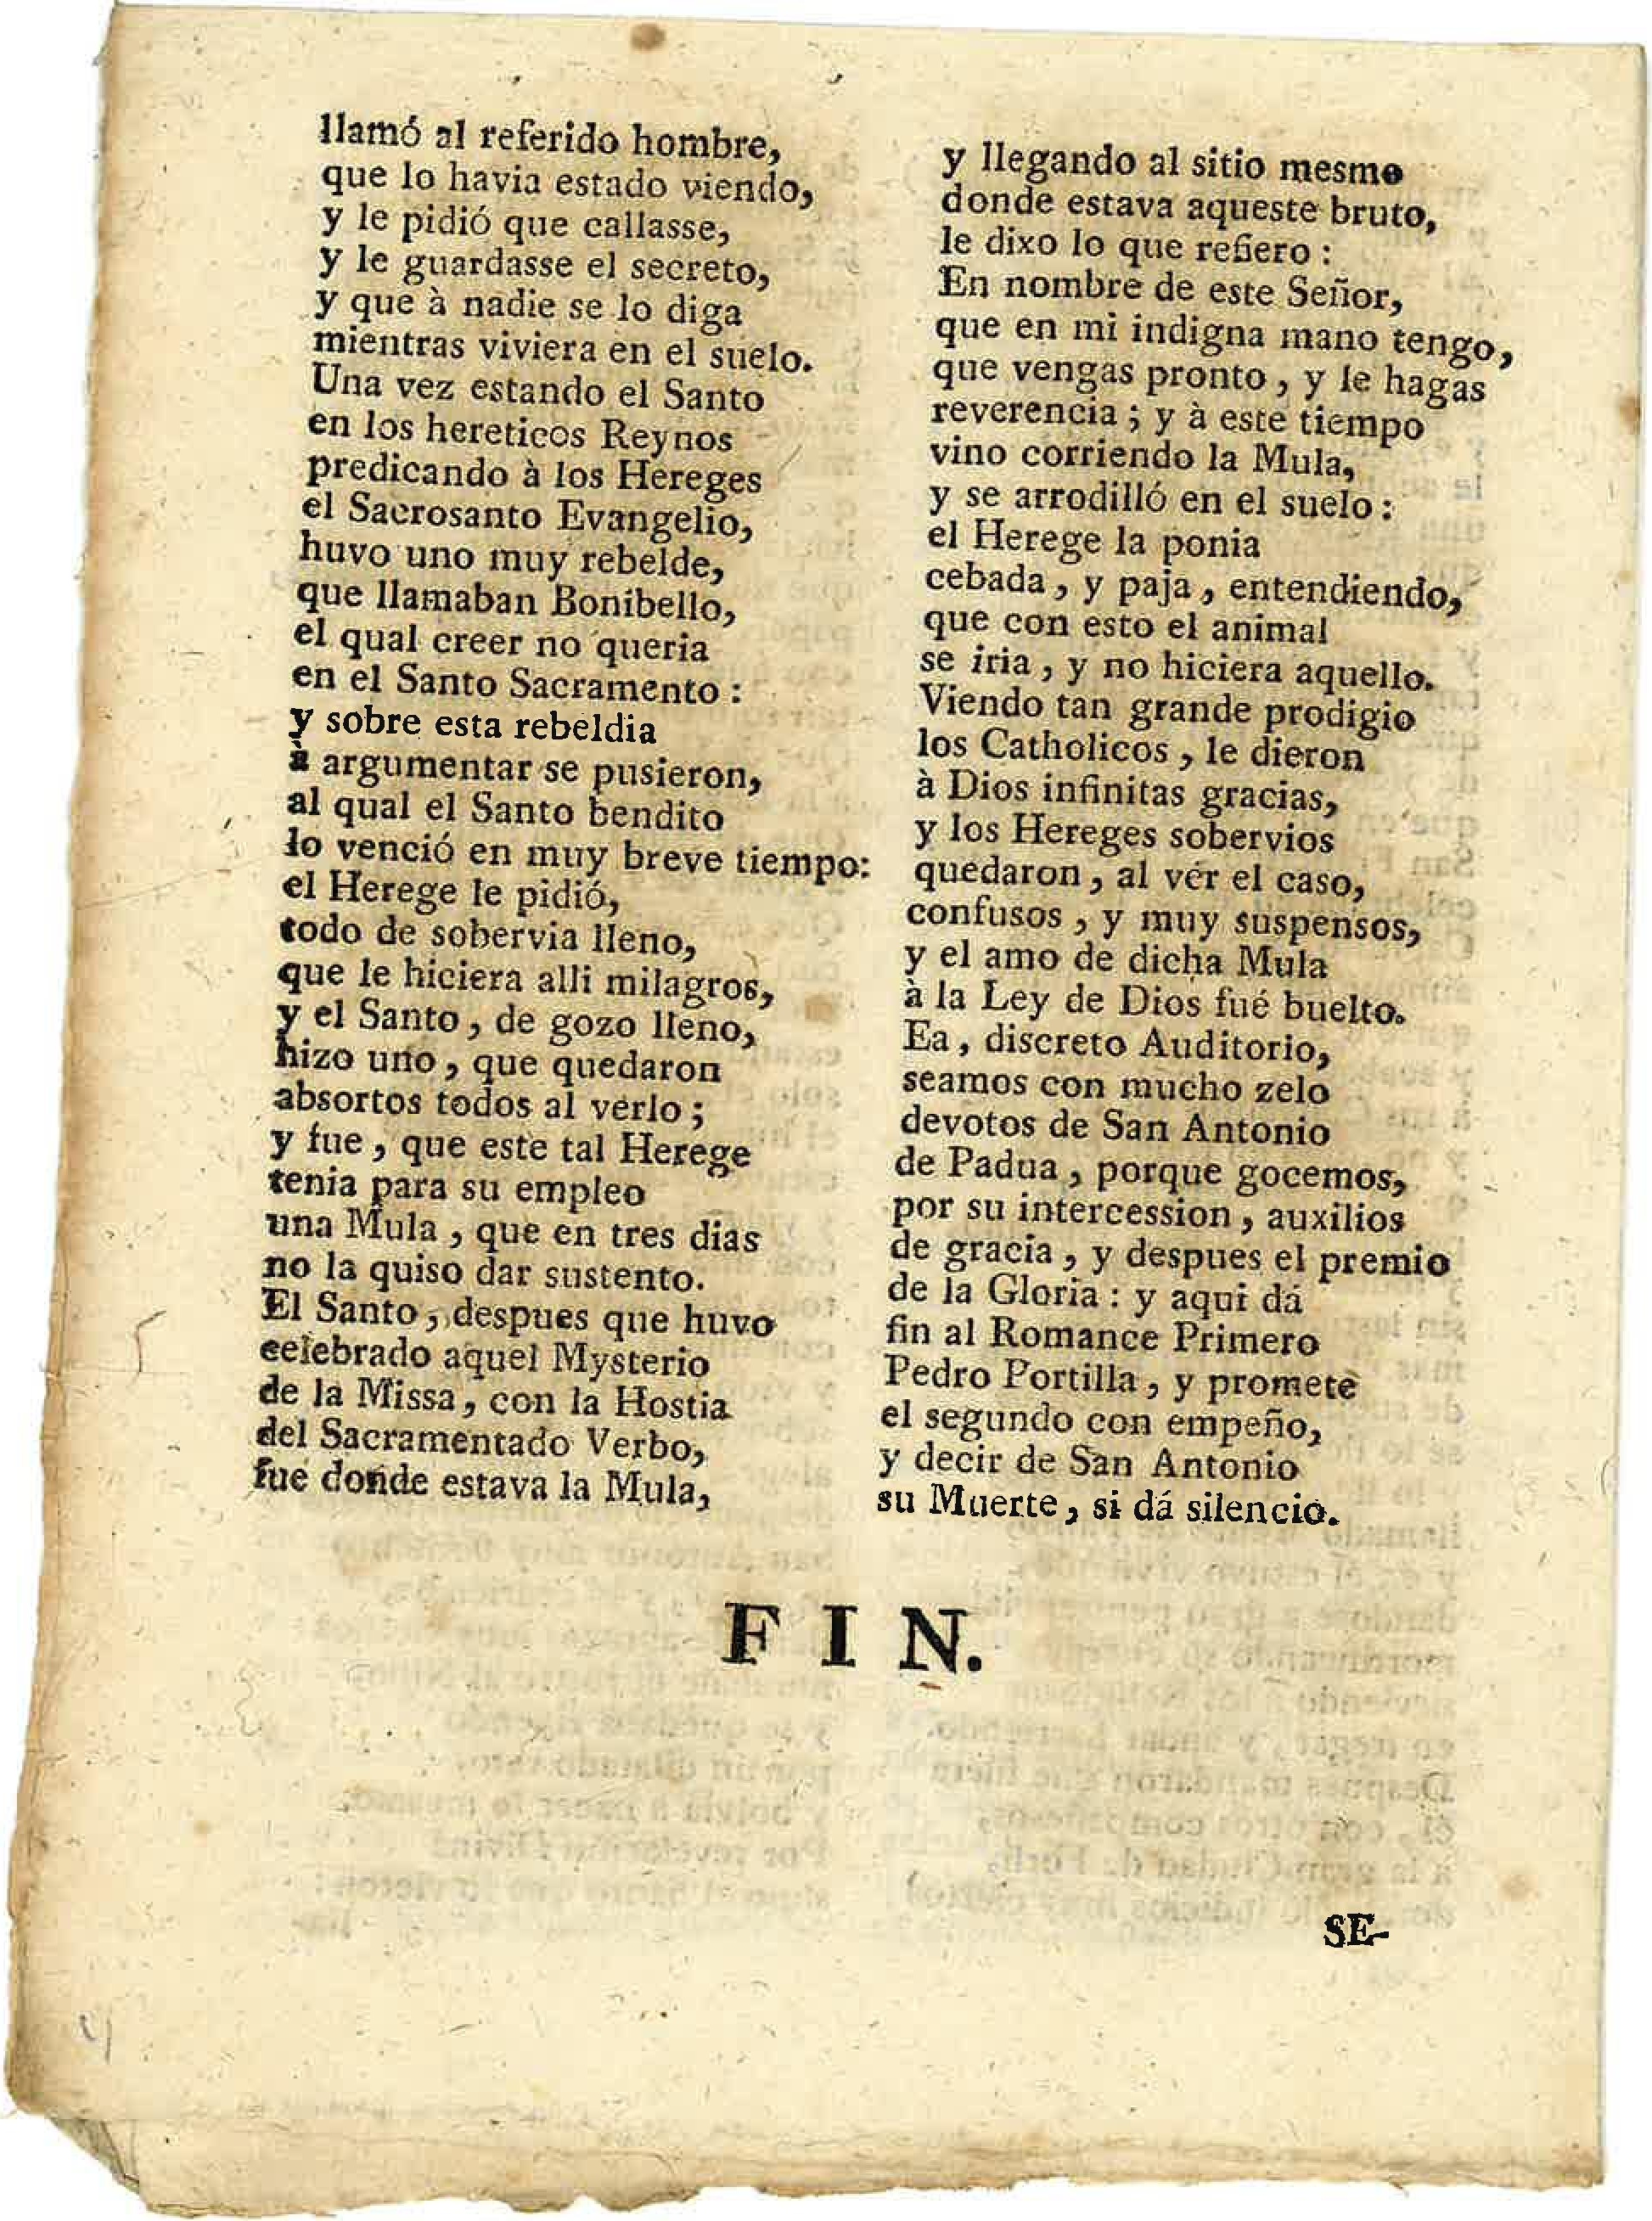 llamó al referido hombre,
que lo havia estado viendo,
y le pidió que callasse,
y le guardasse el secreto,
y que à nadie se lo diga
mientras viviera en el suelo.
Una vez estando el Santo
en los hereticos Reynos
predicando à los Hereges
el Sacrosanto Evangelio,
huvo uno muy rebelde,
que llamaban Bonibello,
el qual creer no queria
en el Santo Sacramento :
y sobre esta rebeldia
à argumentar se pusieron,
al qual el Santo bendito
lo venció en muy breve tiempo:
el Herege le pidió,
todo de sobervia lleno,
que le hiciera alli milagros,
y el Santo, de gozo lleno,
hizo uno, que quedaron
absortos todos al verlo ;
y fue, que este tal Herege
tenia para su empleo
una Mula, que en tres dias
no la quiso dar sustento.
El Santo, despues que huvo
celebrado aquel Mysterio
de la Missa, con la Hostia
del Sacramentado Verbo,
fue donde estava la Mula,
y llegando al sitio mesmo
donde estava aqueste bruto,
le dixo lo que refiero :
En nombre de este Señor,
que en mi indigna mano tengo,
que vengas pronto, y le hagas
reverencia ; y à este tiempo
vino corriendo la Mula,
y se arrodilló en el suelo :
el Herege la ponia
cebada, y paja, entendiendo,
que con esto el animal
se iria, y no hiciera aquello.
Viendo tan grande prodigio
los Catholicos, le dieron
à Dios infinitas gracias,
y los Hereges sobervios
quedaron, al vér el caso,
confusos, y muy suspensos,
y el amo de dicha Mula
à la Ley de Dios fué buelto.
Ea, discreto Auditorio,
seamos con mucho zelo
devotos de San Antonio
de Padua, porque gocemos,
por su intercession, auxilios
de gracia, y despues el premio
de la Gloria : y aqui dá
fin al Romance Primero
Pedro Portilla, y promete
el segundo con empeño,
y decir de San Antonio
su Muerte, si dá silencio.
FIN.
SE-